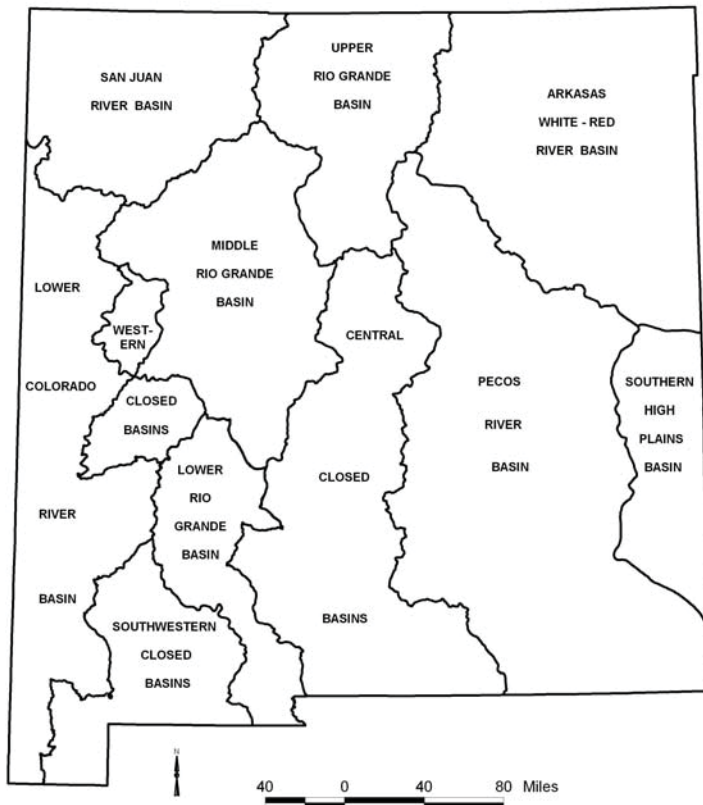 SAN JUAN
RIVER BASIN
UPPER
RIO GRANDE
BASIN
ARKASAS
WHITE - RED
RIVER BASIN
MIDDLE
RIO GRANDE
BASIN
LOWER
COLORADO
RIVER
BASIN
WEST-
ERN
CLOSED
BASINS
CENTRAL
CLOSED
BASINS
PECOS
RIVER
BASIN
SOUTHERN
HIGH
PLAINS
BASIN
LOWER
RIO
GRANDE
BASIN
SOUTHWESTERN
CLOSED
BASINS
N
40 0 40 80 Miles